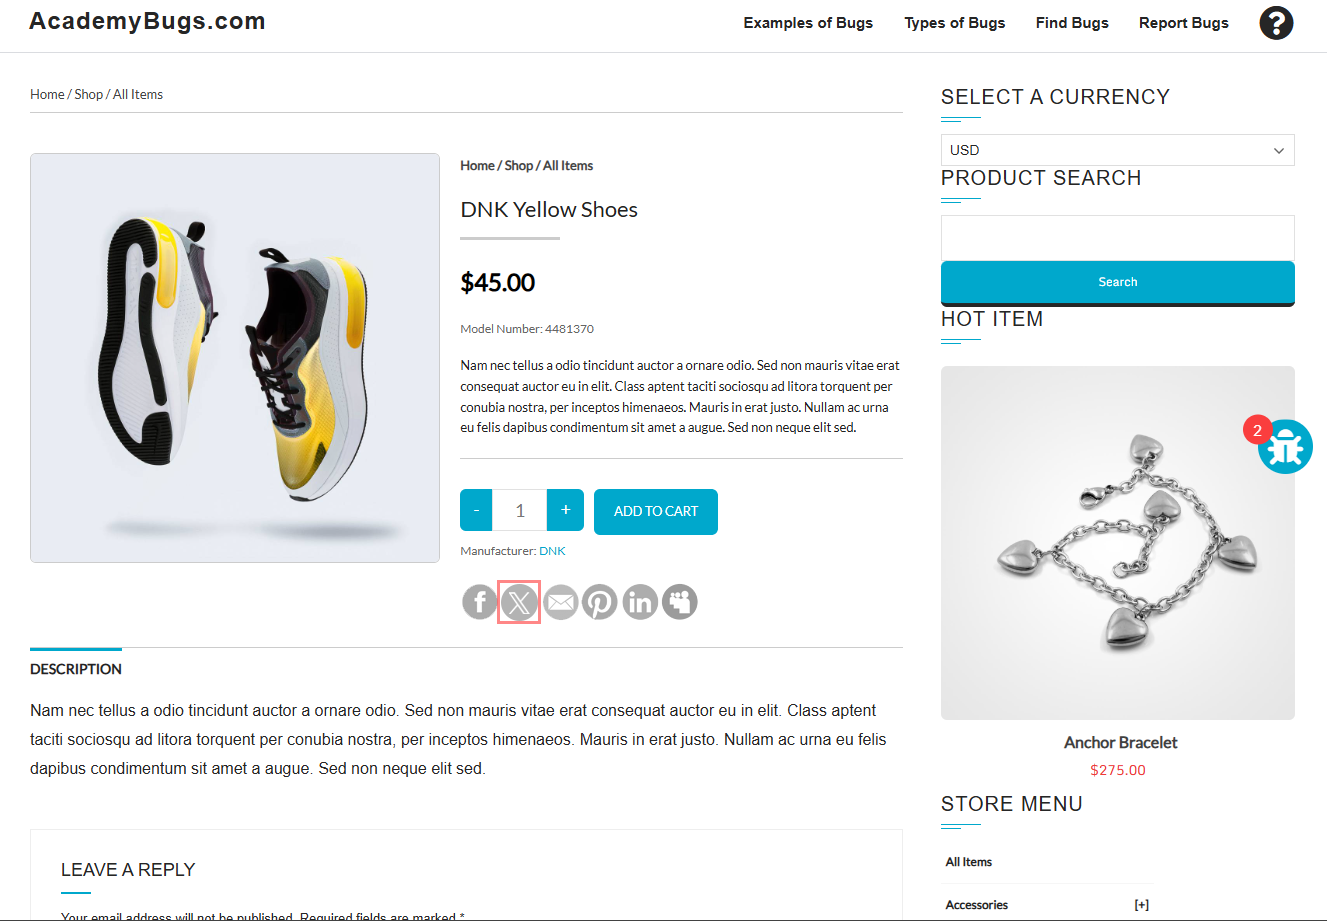 AcademyBugs.com
Examples of Bugs
Types of Bugs
Find Bugs
Report Bugs
?
Home / Shop / All Items
Home / Shop / All Items
DNK Yellow Shoes
$45.00
Model Number: 4481370
Nam nec tellus a odio tincidunt auctor a ornare odio. Sed non mauris vitae erat
consequat auctor eu in elit. Class aptent taciti sociosqu ad litora torquent per
conubia nostra, per inceptos himenaeos. Mauris in erat justo. Nullam ac urna
eu felis dapibus condimentum sit amet a augue. Sed non neque elit sed.
- 1 +
ADD TO CART
Manufacturer: DNK
DESCRIPTION
Nam nec tellus a odio tincidunt auctor a ornare odio. Sed non mauris vitae erat consequat auctor eu in elit. Class aptent
taciti sociosqu ad litora torquent per conubia nostra, per inceptos himenaeos. Mauris in erat justo. Nullam ac urna eu felis
dapibus condimentum sit amet a augue. Sed non neque elit sed.
LEAVE A REPLY
Your email address will not be published. Required fields are marked *
SELECT A CURRENCY
USD
PRODUCT SEARCH
Search
HOT ITEM
2
Anchor Bracelet
$275.00
STORE MENU
All Items
Accessories [+]